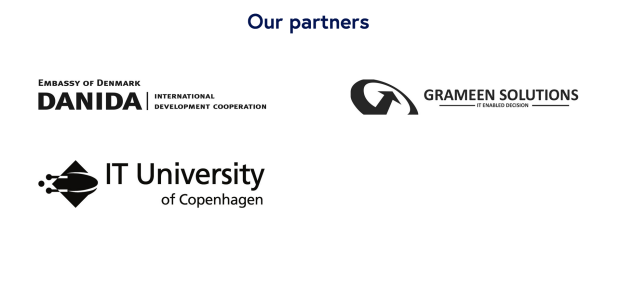 Our partners
EMBASSY OF DENMARK
DANIDA
INTERNATIONAL
DEVELOPMENT COOPERATION
GRAMEEN SOLUTIONS
IT ENABLED DECISION
IT University
of Copenhagen